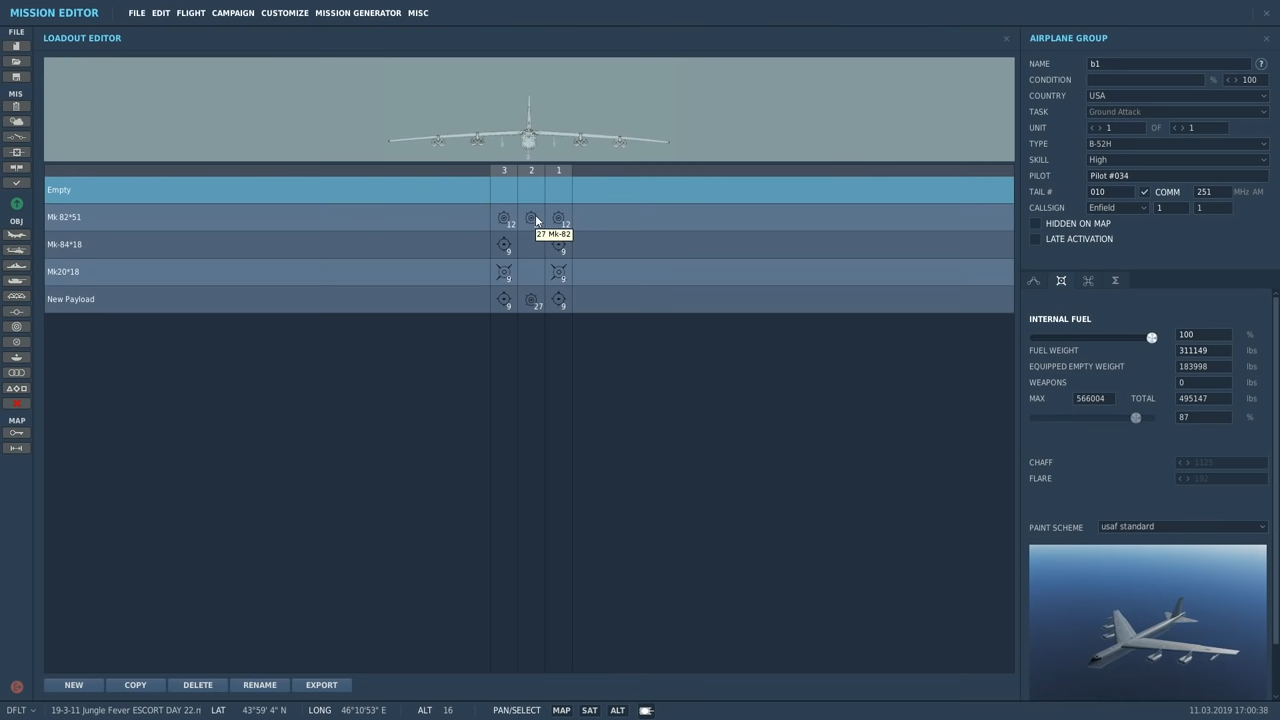 MISSION EDITOR FILE EDIT FLIGHT CAMPAIGN CUSTOMIZE MISSION GENERATOR MISC
FILE
LOADOUT EDITOR
AIRPLANE GROUP
NAME b1 ?
CONDITION % 100
MIS
COUNTRY USA
TASK Ground Attack
UNIT 1 OF 1
TYPE B-52H
SKILL High
PILOT Pilot #034
TAIL # 010 COMM 251 MHz AM
CALLSIGN Enfield 1 1
HIDDEN ON MAP
LATE ACTIVATION
3 2 1
Empty
Mk 82*51 12 12
27 Mk-82
Mk-84*18 9 9
Mk20*18 9 9
New Payload 9 27 9
OBJ
INTERNAL FUEL
100 %
FUEL WEIGHT 311149 lbs
EQUIPPED EMPTY WEIGHT 183998 lbs
WEAPONS 0 lbs
MAX 566004 TOTAL 495147 lbs
87 %
MAP
CHAFF 1125
FLARE 192
PAINT SCHEME usaf standard
NEW COPY DELETE RENAME EXPORT
DFLT 19-3-11 Jungle Fever ESCORT DAY 22.n LAT 43°59' 4" N LONG 46°10'53" E ALT 16 PAN/SELECT MAP SAT ALT 11.03.2019 17:00:38